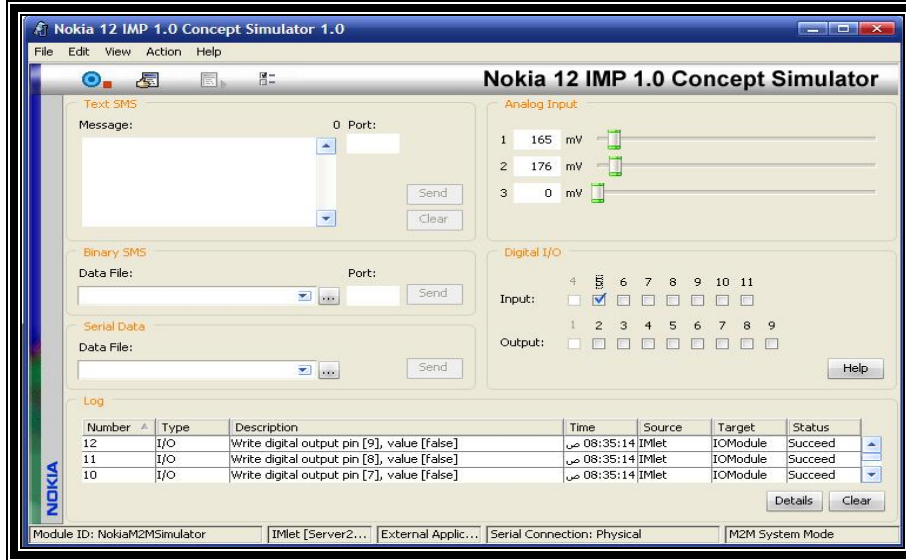 Nokia 12 IMP 1.0 Concept Simulator 1.0
File Edit View Action Help
Nokia 12 IMP 1.0 Concept Simulator
Text SMS
Message: 0 Port:
Send
Clear
Analog Input
1 165 mV
2 176 mV
3 0 mV
Binary SMS
Data File: Port:
... Send
Serial Data
Data File:
... Send
Digital I/O
4 5 6 7 8 9 10 11
Input:
1 2 3 4 5 6 7 8 9
Output:
Help
Log
Number Type Description Time Source Target Status
12 I/O Write digital output pin [9], value [false] ص 08:35:14 IMlet IOModule Succeed
11 I/O Write digital output pin [8], value [false] ص 08:35:14 IMlet IOModule Succeed
10 I/O Write digital output pin [7], value [false] ص 08:35:14 IMlet IOModule Succeed
Details Clear
NOKIA
Module ID: NokiaM2MSimulator IMlet [Server2... External Applic... Serial Connection: Physical M2M System Mode